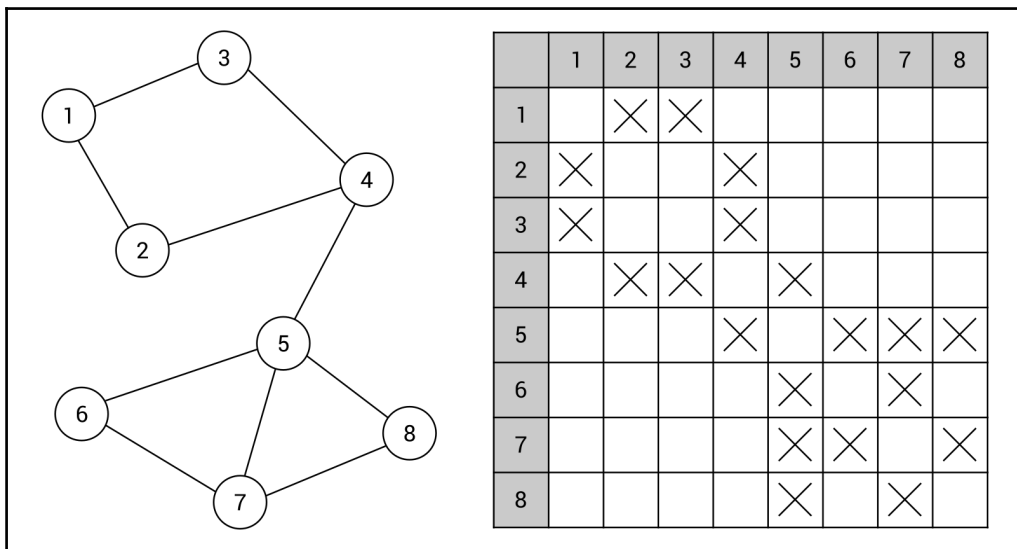 3
1
4
2
5
6
8
7
1 2 3 4 5 6 7 8
1 X X
2 X X
3 X X
4 X X X
5 X X X X
6 X X
7 X X X
8 X X